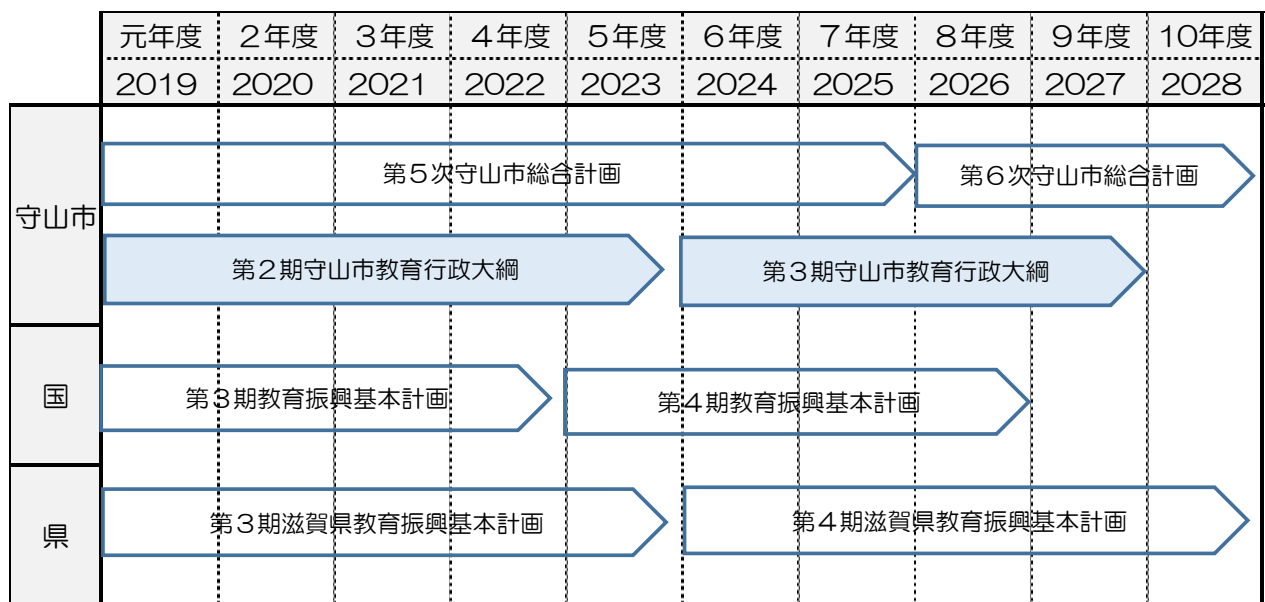 元年度 2年度 3年度 4年度 5年度 6年度 7年度 8年度 9年度 10年度
2019 2020 2021 2022 2023 2024 2025 2026 2027 2028
守山市
第5次守山市総合計画 第6次守山市総合計画
第2期守山市教育行政大綱 第3期守山市教育行政大綱
国
第3期教育振興基本計画 第4期教育振興基本計画
県
第3期滋賀県教育振興基本計画 第4期滋賀県教育振興基本計画